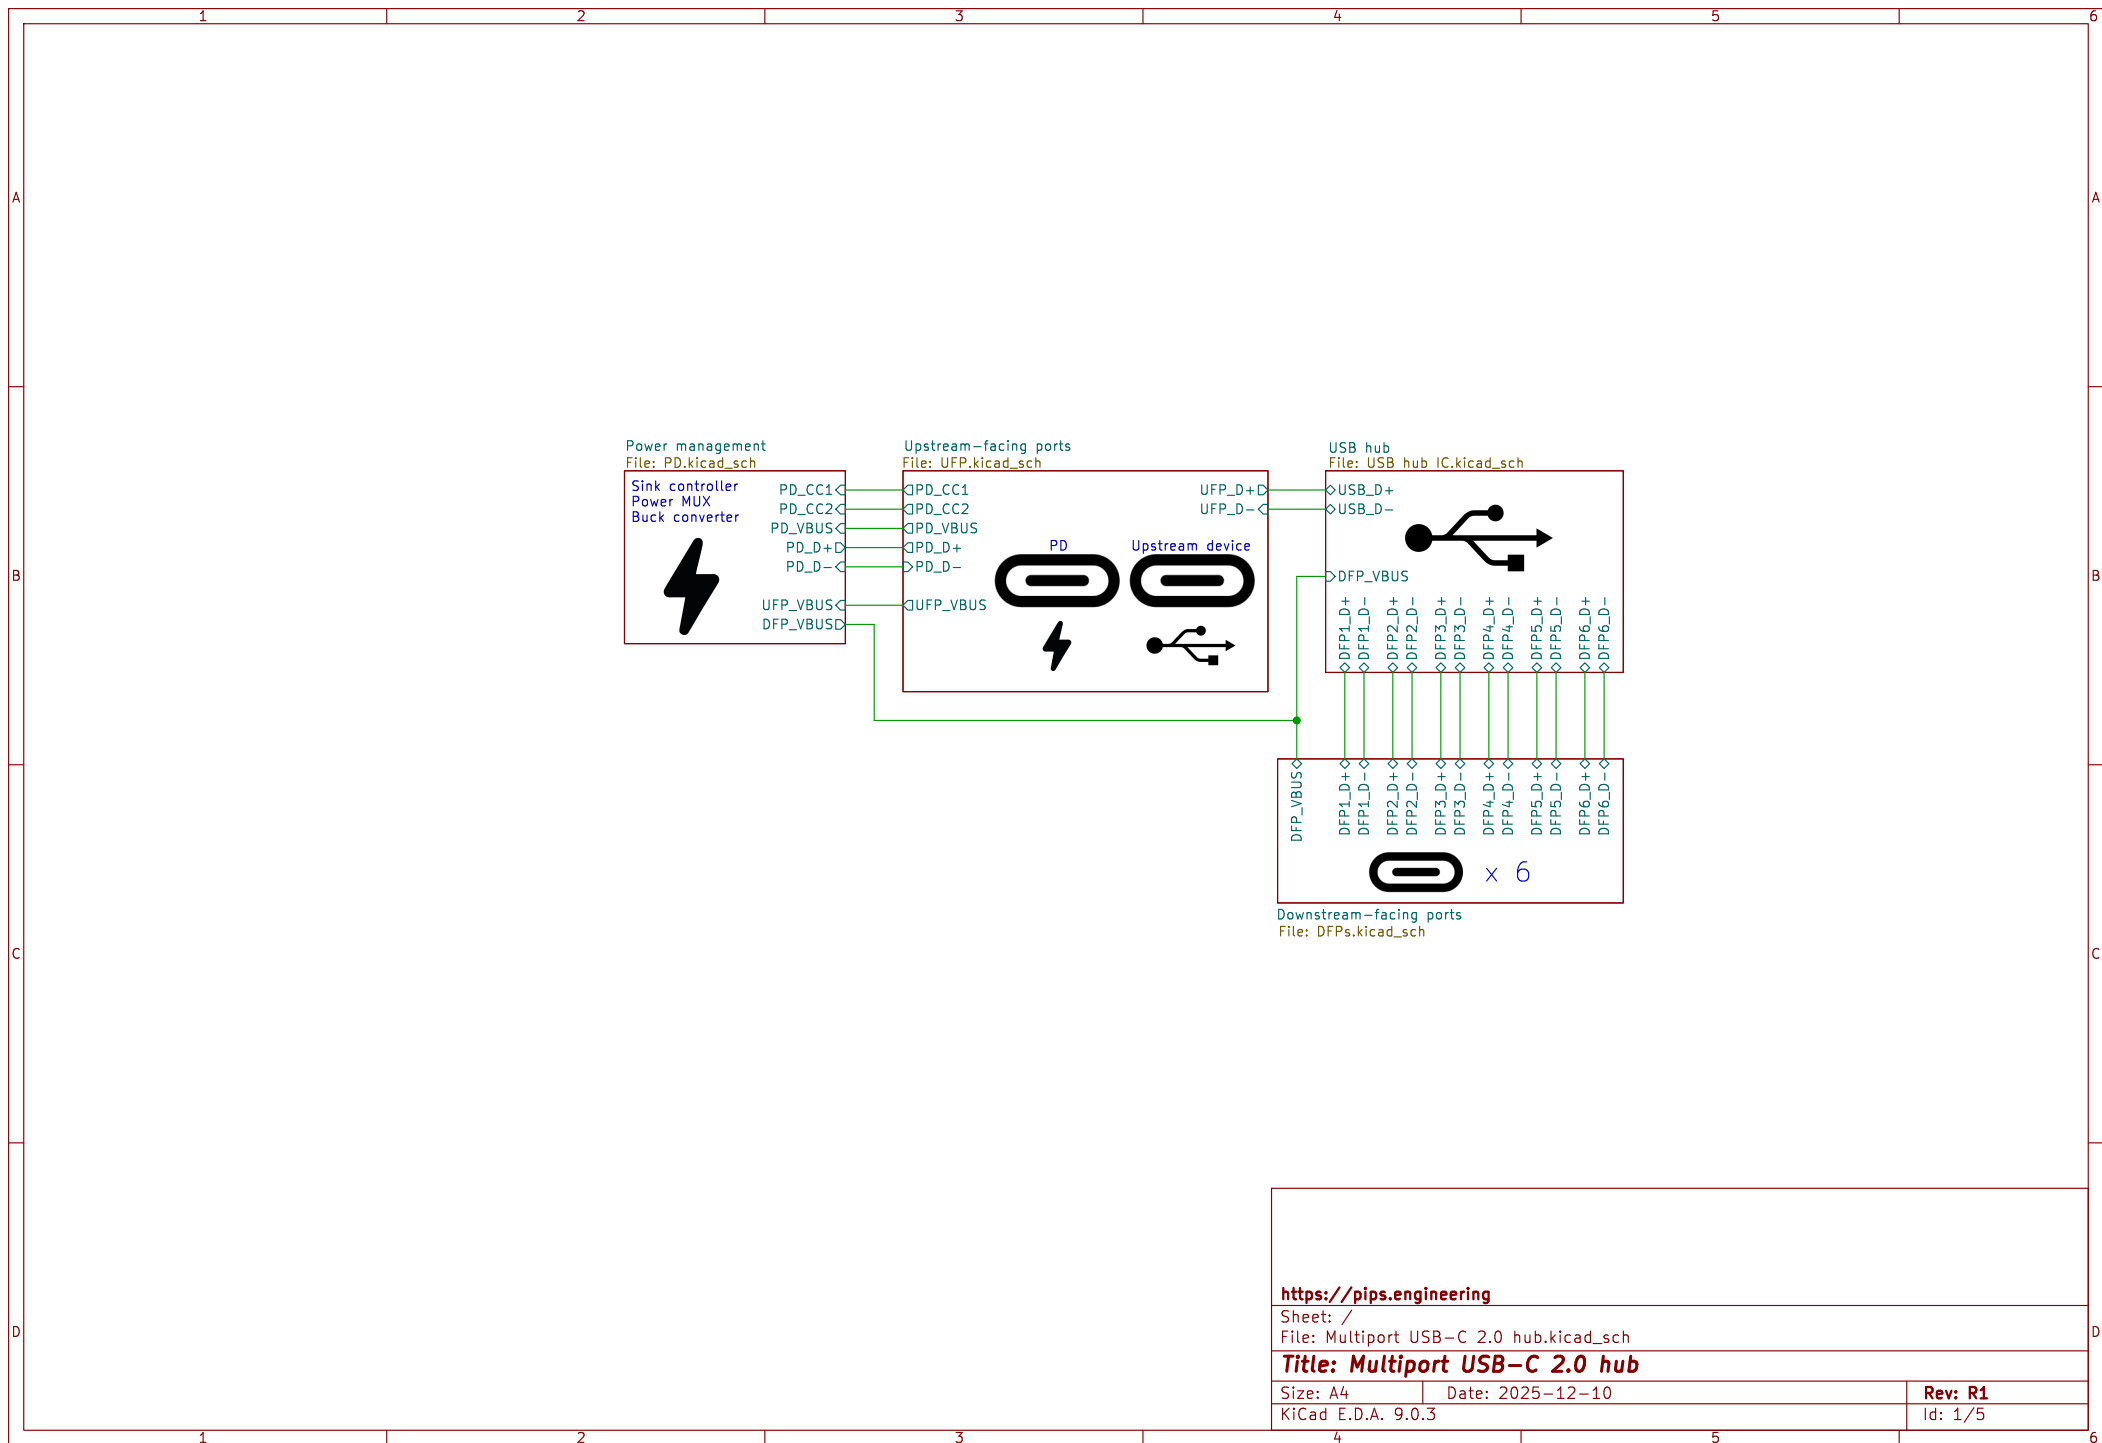 1 2 3 4 5 6
A A
B B
C C
D D
Power management
File: PD.kicad_sch
Sink controller
Power MUX
Buck converter
PD_CC1
PD_CC2
PD_VBUS
PD_D+
PD_D-
UFP_VBUS
DFP_VBUS
Upstream-facing ports
File: UFP.kicad_sch
PD_CC1
PD_CC2
PD_VBUS
PD_D+
PD_D-
UFP_VBUS
UFP_D+
UFP_D-
PD
Upstream device
USB hub
File: USB hub IC.kicad_sch
USB_D+
USB_D-
DFP_VBUS
DFP1_D+
DFP1_D-
DFP2_D+
DFP2_D-
DFP3_D+
DFP3_D-
DFP4_D+
DFP4_D-
DFP5_D+
DFP5_D-
DFP6_D+
DFP6_D-
DFP_VBUS
DFP1_D+
DFP1_D-
DFP2_D+
DFP2_D-
DFP3_D+
DFP3_D-
DFP4_D+
DFP4_D-
DFP5_D+
DFP5_D-
DFP6_D+
DFP6_D-
x 6
Downstream-facing ports
File: DFPs.kicad_sch
https://pips.engineering
Sheet: /
File: Multiport USB-C 2.0 hub.kicad_sch
Title: Multiport USB-C 2.0 hub
Size: A4 Date: 2025-12-10 Rev: R1
KiCad E.D.A. 9.0.3 Id: 1/5
1 2 3 4 5 6